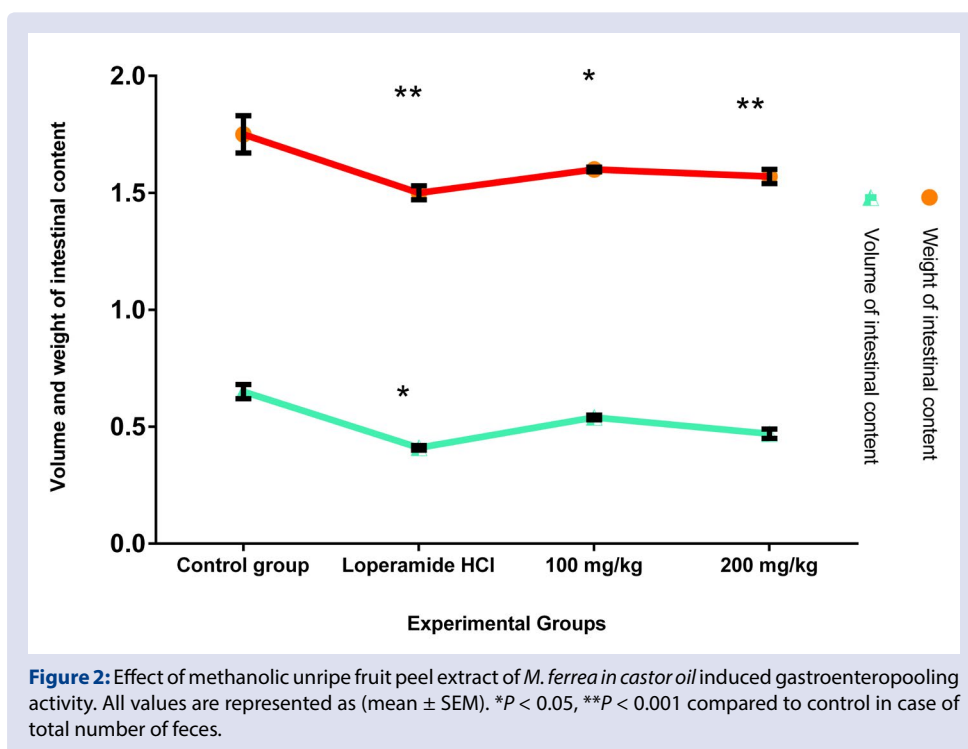 2.0
1.5
1.0
0.5
0.0
**
*
**
*
Volume and weight of intestinal content
Control group Loperamide HCl 100 mg/kg 200 mg/kg
Experimental Groups
Volume of intestinal content
Weight of intestinal content
Figure 2: Effect of methanolic unripe fruit peel extract of M. ferrea in castor oil induced gastroenteropooling
activity. All values are represented as (mean ± SEM). *P < 0.05, **P < 0.001 compared to control in case of
total number of feces.